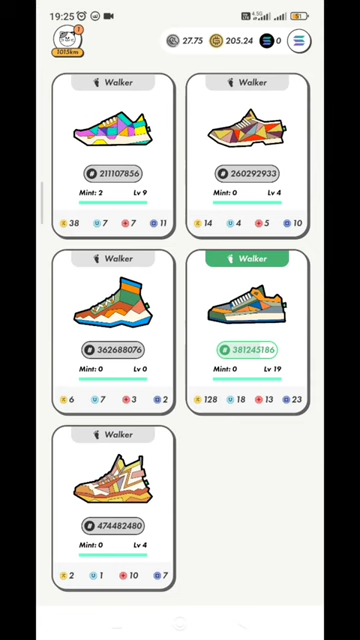 19:25
1015km
27.75 205.24 0
Walker Walker
# 211107856 # 260292933
Mint: 2 Lv 9 Mint: 0 Lv 4
38 7 7 11 14 4 5 10
Walker Walker
# 362688076 # 381245186
Mint: 0 Lv 0 Mint: 0 Lv 19
6 7 3 2 128 18 13 23
Walker
# 474482480
Mint: 0 Lv 4
2 1 10 7